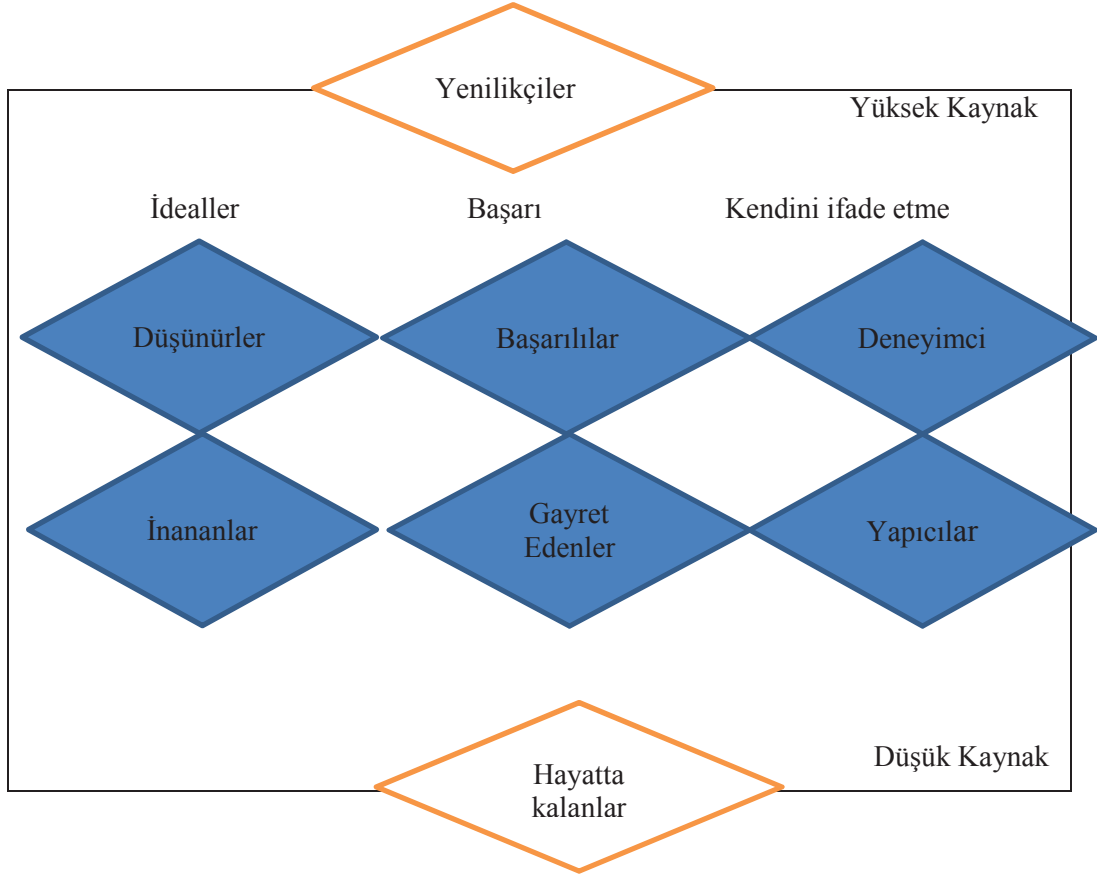 Yenilikçiler
Yüksek Kaynak
İdealler
Başarı
Kendini ifade etme
Düşünürler
Başarılılar
Deneyimci
İnananlar
Gayret
Edenler
Yapıcılar
Düşük Kaynak
Hayatta
kalanlar